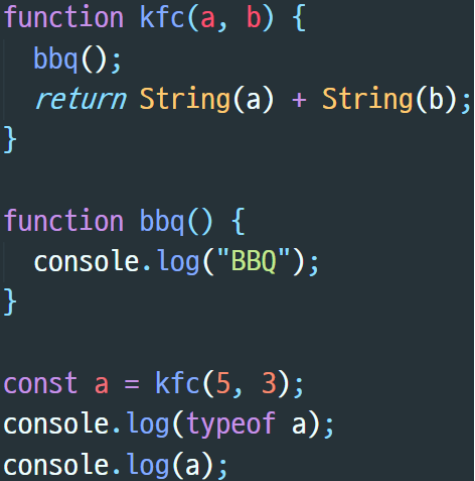 function kfc(a, b) {
  bbq();
  return String(a) + String(b);
}

function bbq() {
  console.log("BBQ");
}

const a = kfc(5, 3);
console.log(typeof a);
console.log(a);